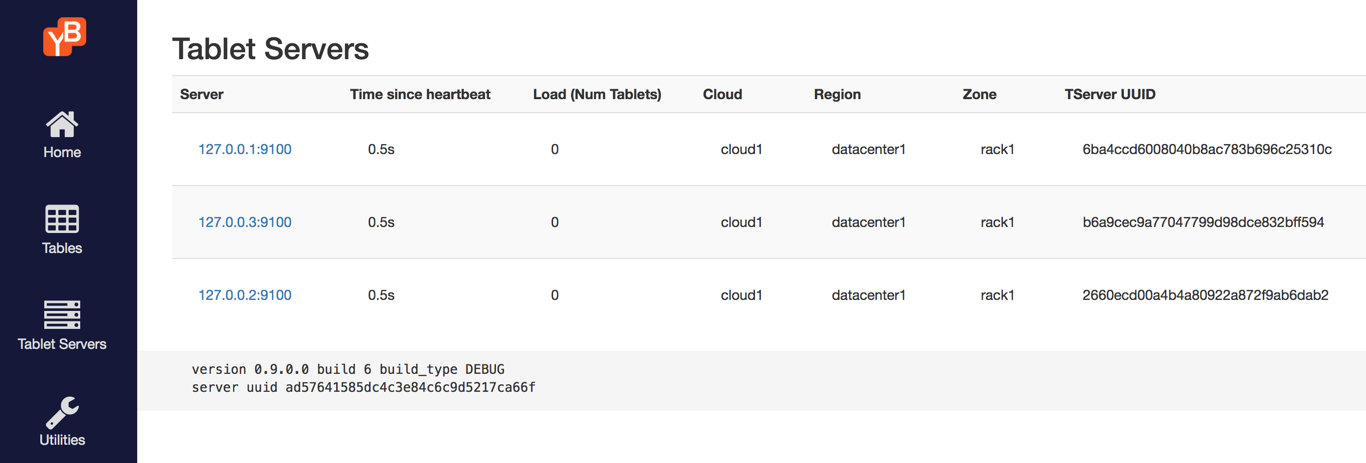 YB
Home
Tables
Tablet Servers
Utilities
Tablet Servers
Server Time since heartbeat Load (Num Tablets) Cloud Region Zone TServer UUID
127.0.0.1:9100 0.5s 0 cloud1 datacenter1 rack1 6ba4ccd6008040b8ac783b696c25310c
127.0.0.3:9100 0.5s 0 cloud1 datacenter1 rack1 b6a9cec9a77047799d98dce832bff594
127.0.0.2:9100 0.5s 0 cloud1 datacenter1 rack1 2660ecd00a4b4a80922a872f9ab6dab2
version 0.9.0.0 build 6 build_type DEBUG
server uuid ad57641585dc4c3e84c6c9d5217ca66f